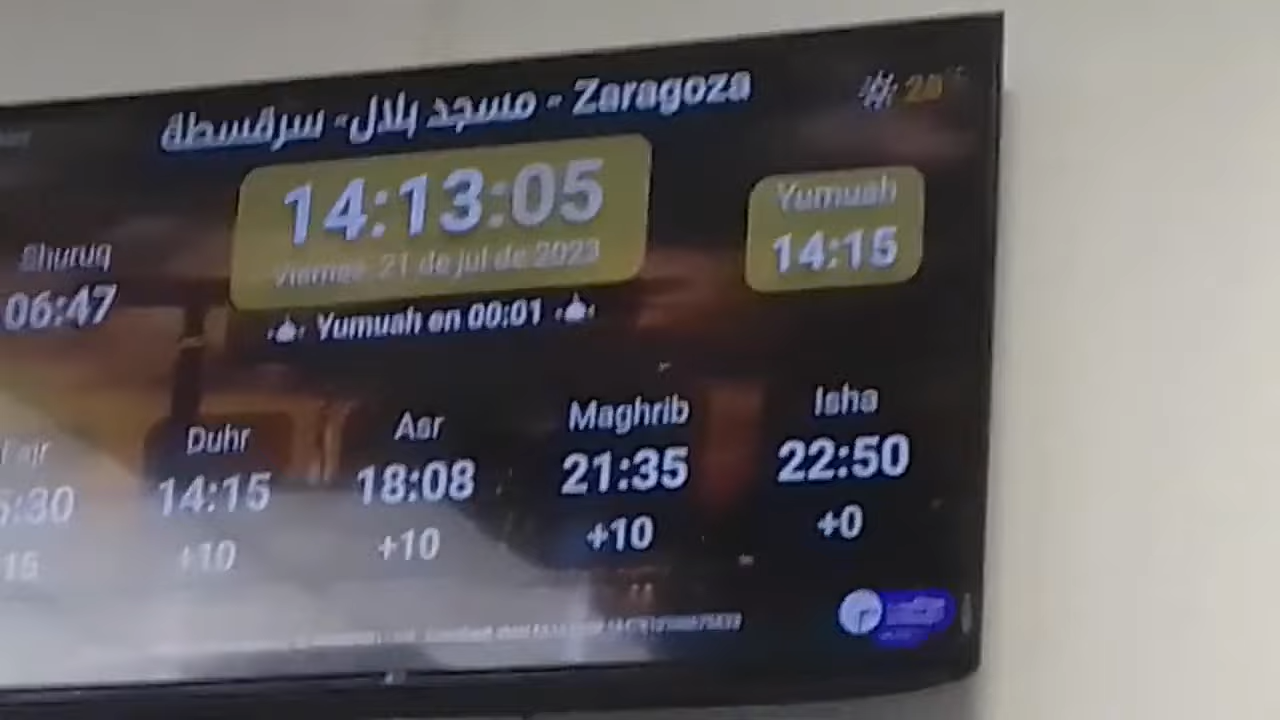 مسجد بلال - سرقسطة - Zaragoza
14:13:05
viernes, 21 de jul de 2023
Yumuah en 00:01
Yumuah
14:15
Shuruq
06:47
Duhr
14:15
+10
Asr
18:08
+10
Maghrib
21:35
+10
Isha
22:50
+0